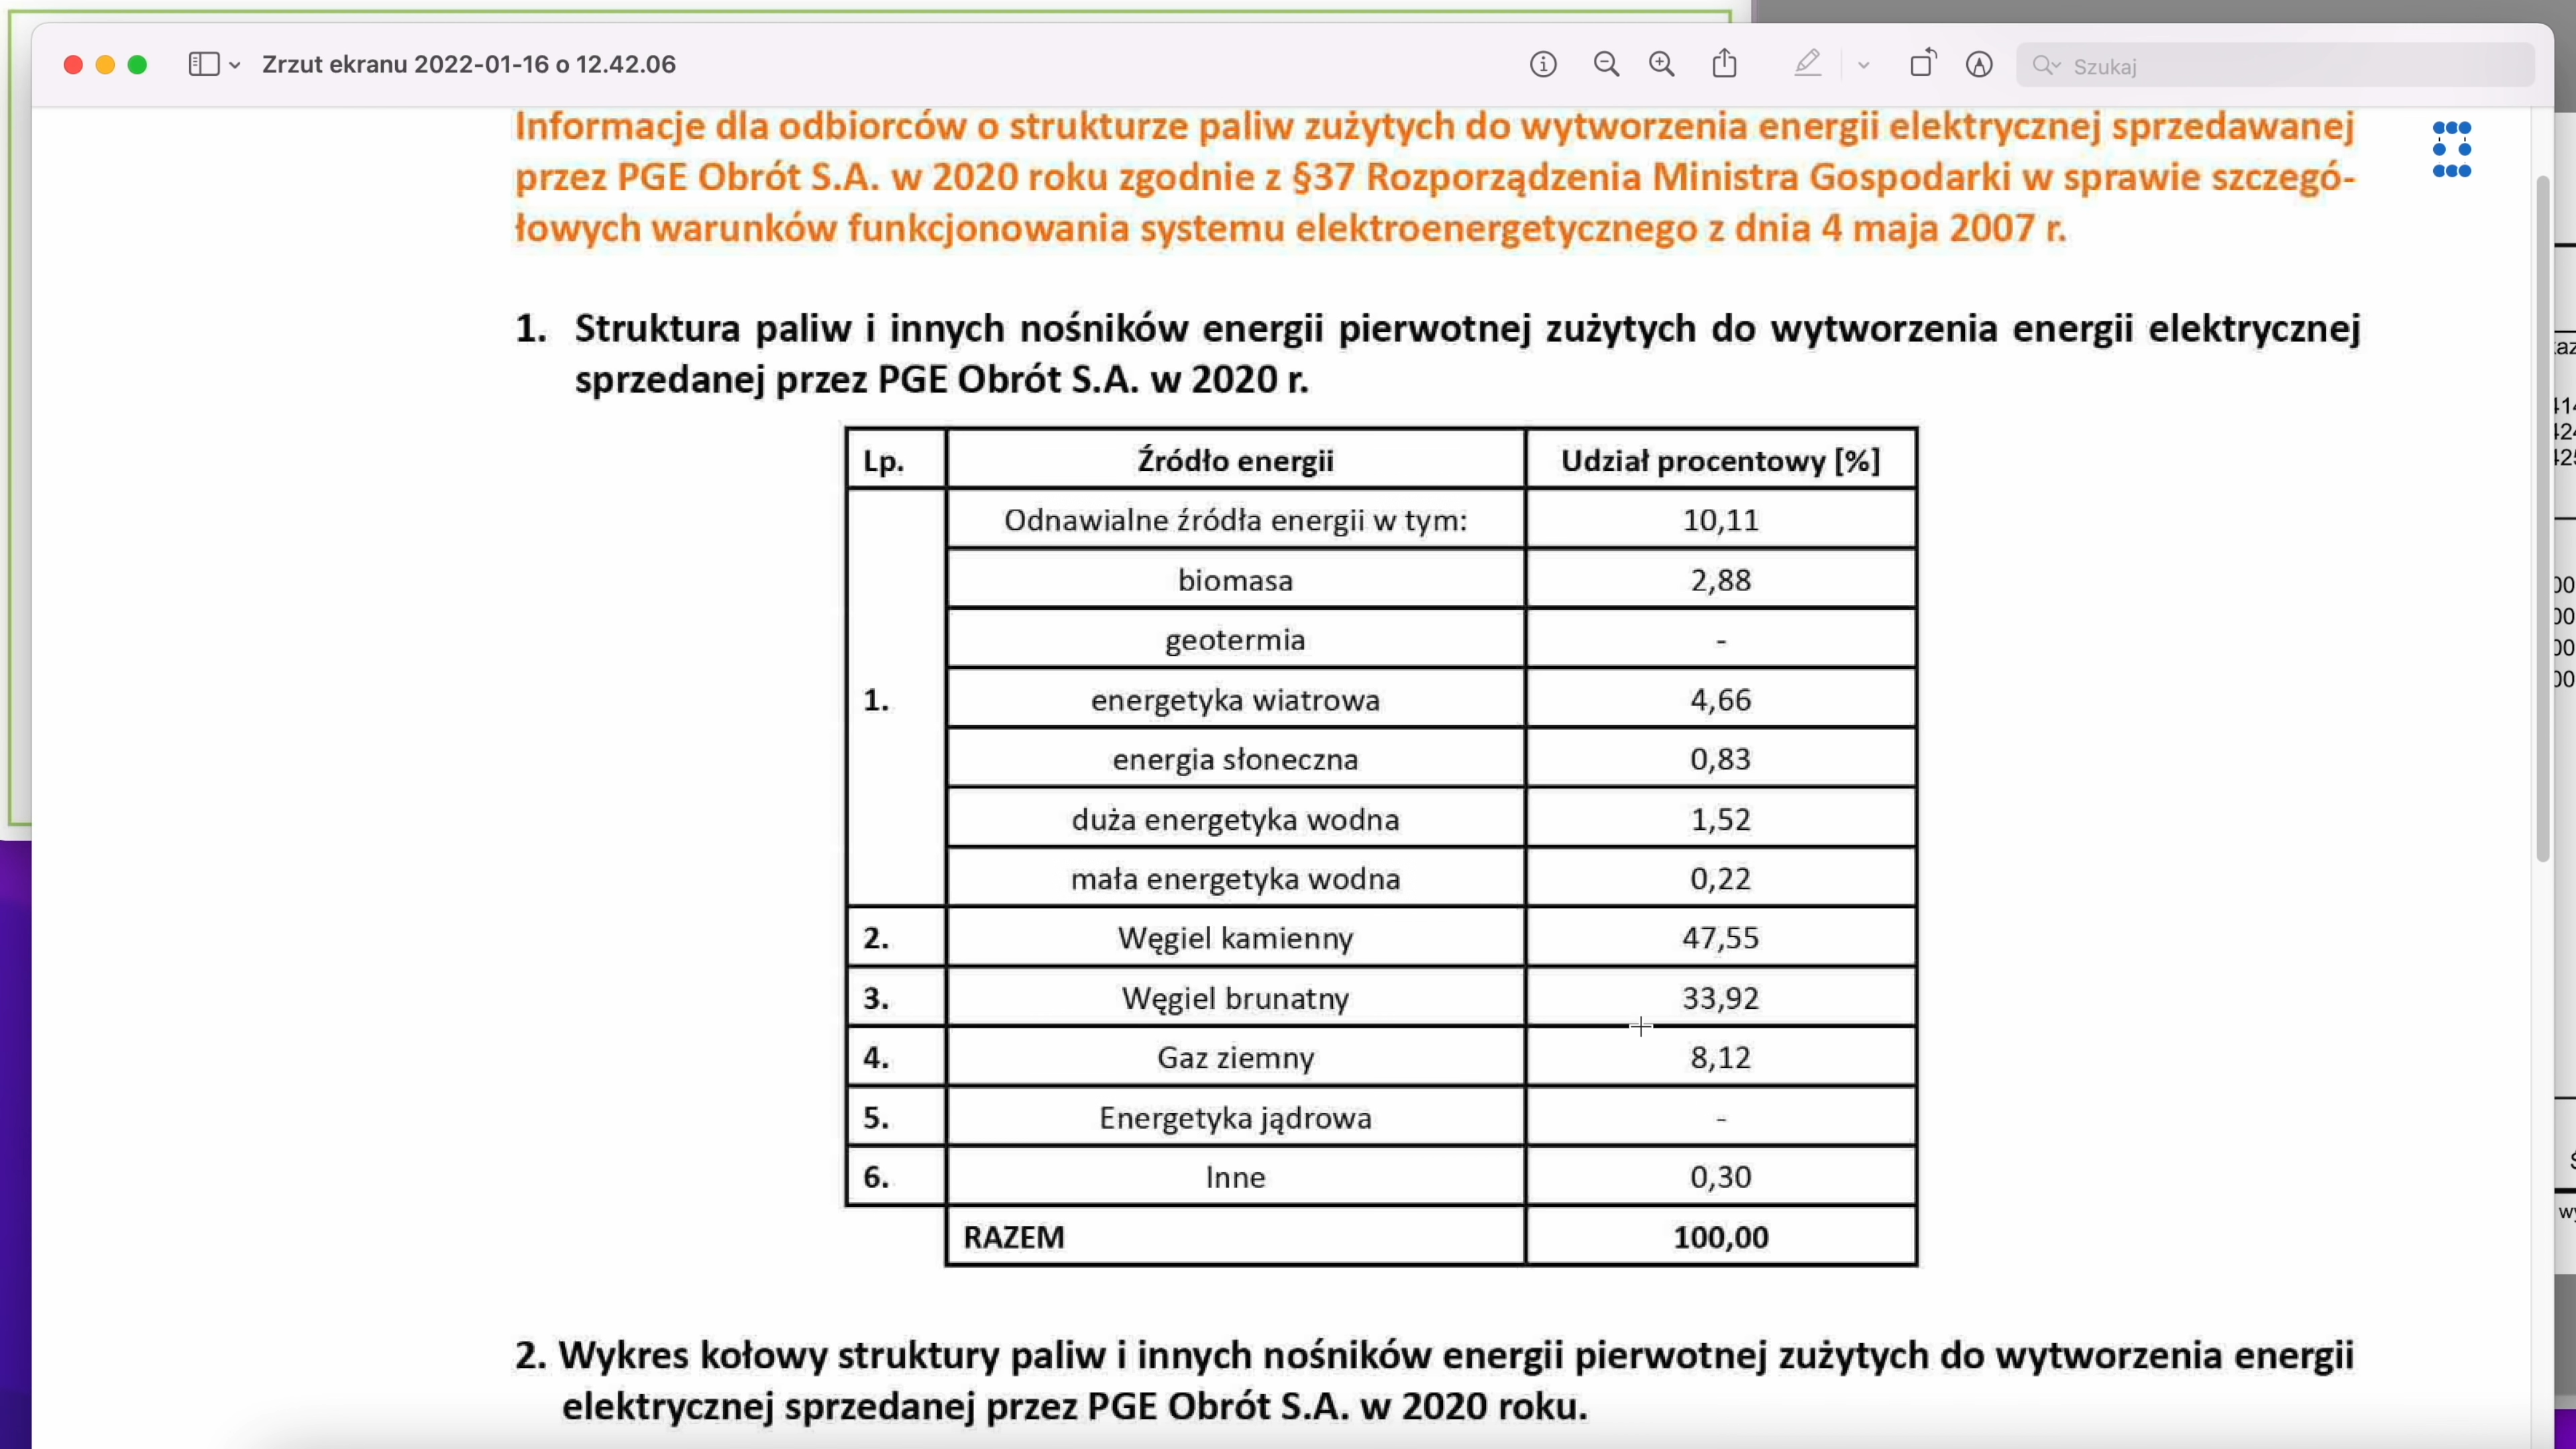 Zrzut ekranu 2022-01-16 o 12.42.06
Szukaj
Informacje dla odbiorców o strukturze paliw zużytych do wytworzenia energii elektrycznej sprzedawanej
przez PGE Obrót S.A. w 2020 roku zgodnie z §37 Rozporządzenia Ministra Gospodarki w sprawie szczegó-
łowych warunków funkcjonowania systemu elektroenergetycznego z dnia 4 maja 2007 r.
1. Struktura paliw i innych nośników energii pierwotnej zużytych do wytworzenia energii elektrycznej
sprzedanej przez PGE Obrót S.A. w 2020 r.
Lp. Źródło energii Udział procentowy [%]
Odnawialne źródła energii w tym: 10,11
biomasa 2,88
geotermia -
1. energetyka wiatrowa 4,66
energia słoneczna 0,83
duża energetyka wodna 1,52
mała energetyka wodna 0,22
2. Węgiel kamienny 47,55
3. Węgiel brunatny 33,92
4. Gaz ziemny 8,12
5. Energetyka jądrowa -
6. Inne 0,30
RAZEM 100,00
2. Wykres kołowy struktury paliw i innych nośników energii pierwotnej zużytych do wytworzenia energii
elektrycznej sprzedanej przez PGE Obrót S.A. w 2020 roku.